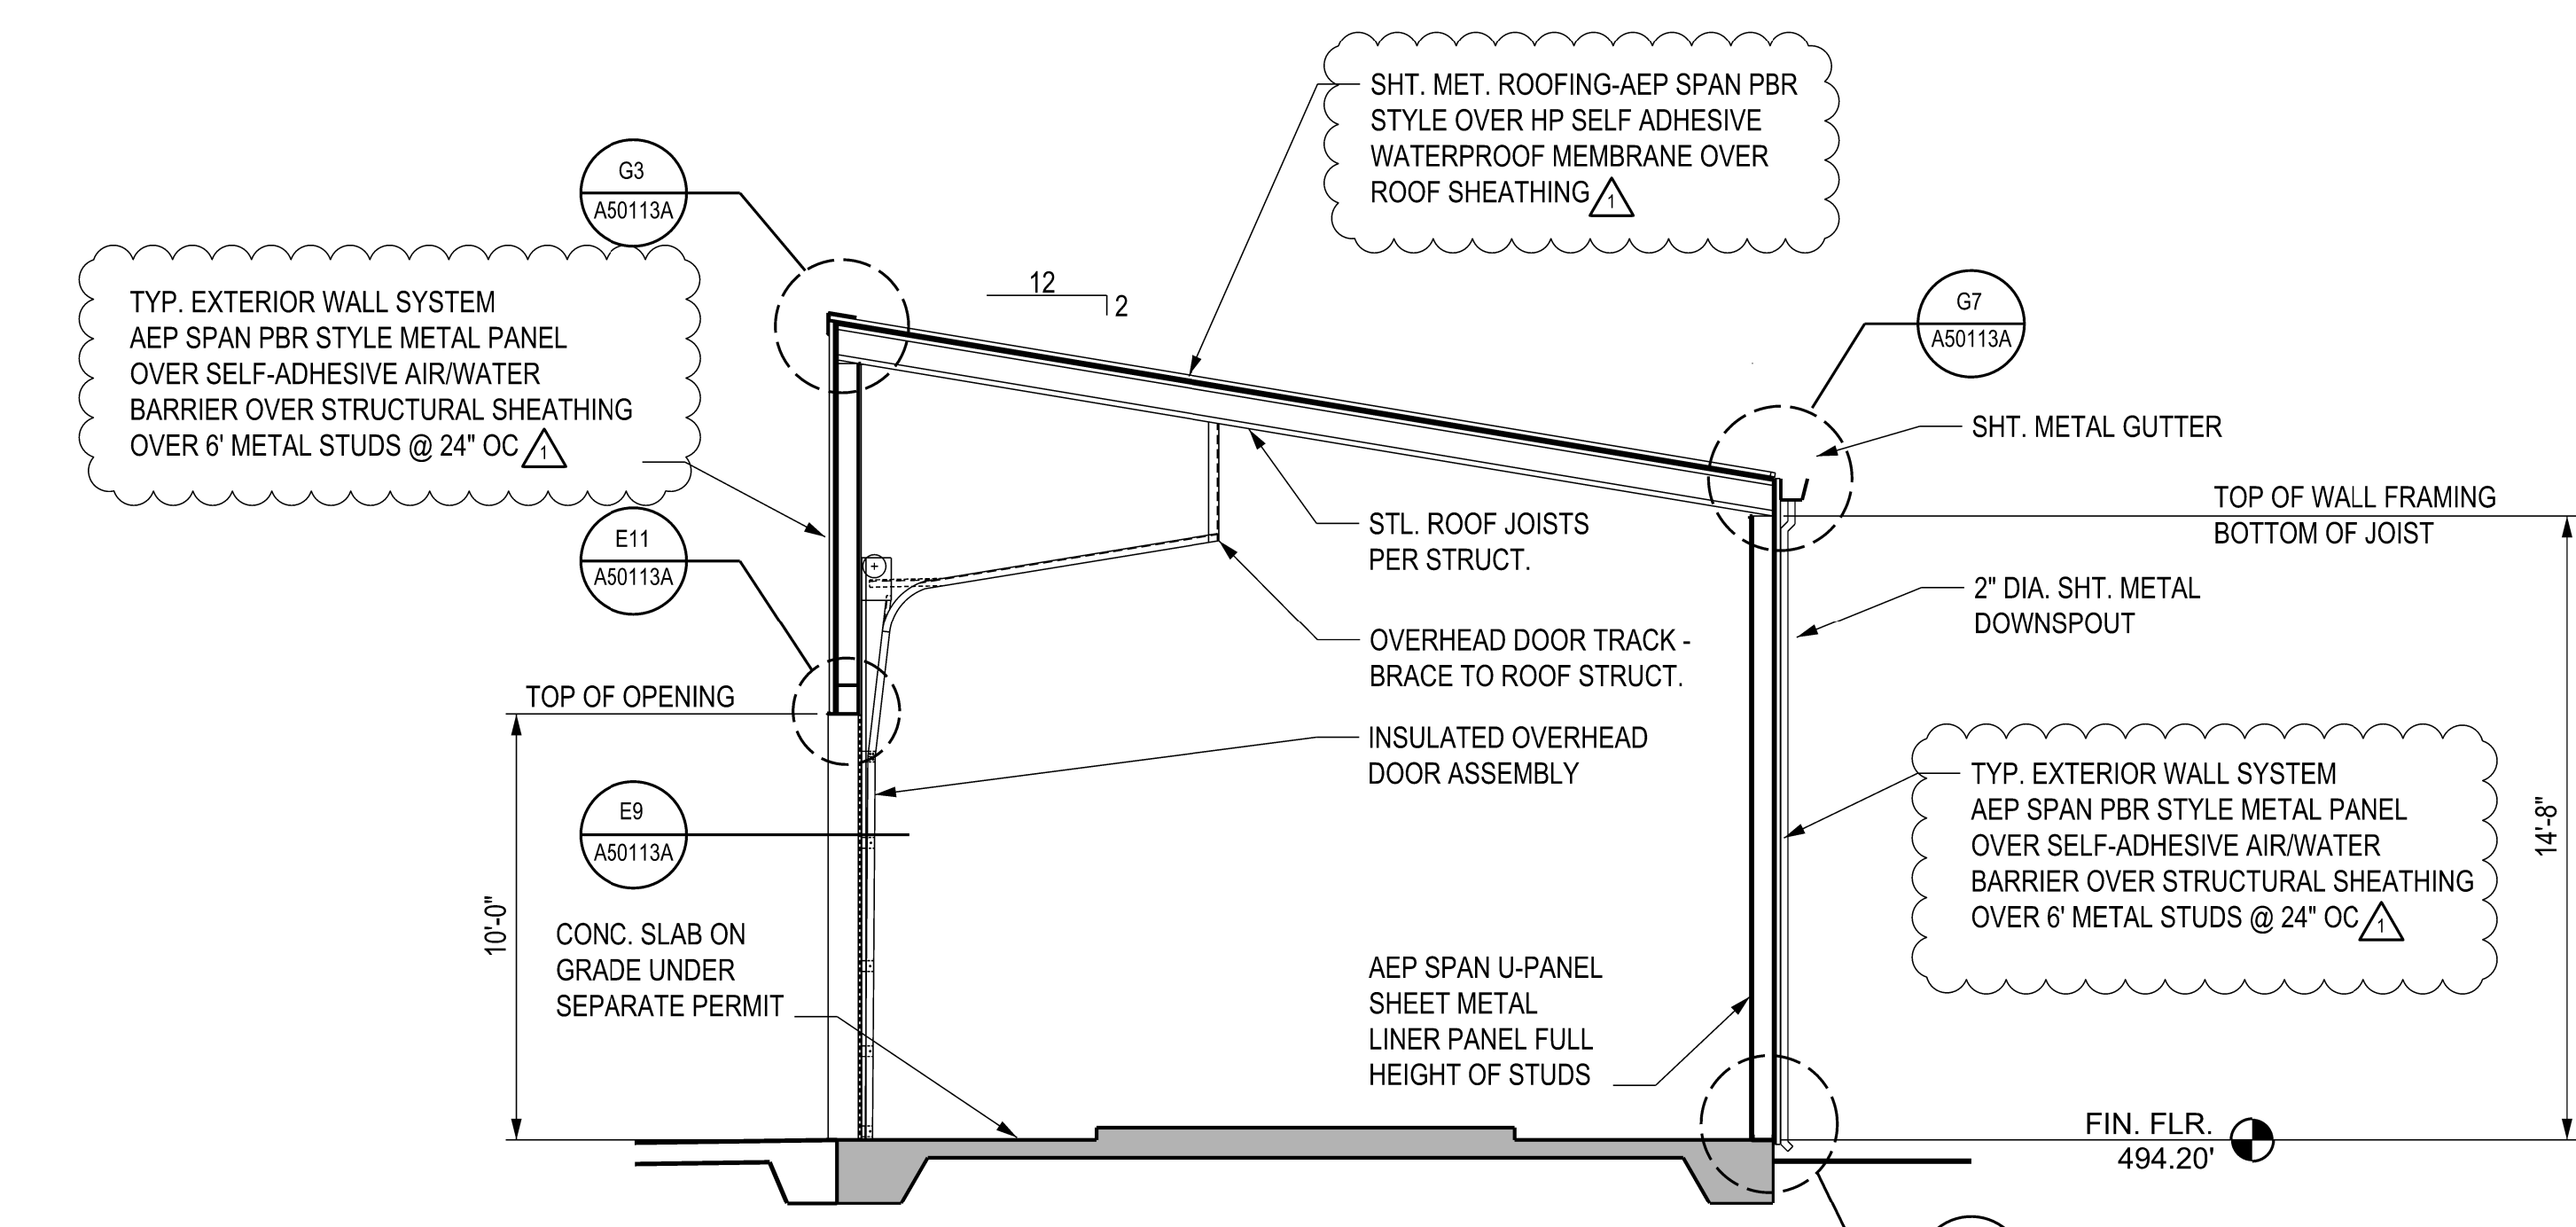 SHT. MET. ROOFING-AEP SPAN PBR
STYLE OVER HP SELF ADHESIVE
WATERPROOF MEMBRANE OVER
ROOF SHEATHING 1
G3
A50113A
TYP. EXTERIOR WALL SYSTEM
AEP SPAN PBR STYLE METAL PANEL
OVER SELF-ADHESIVE AIR/WATER
BARRIER OVER STRUCTURAL SHEATHING
OVER 6' METAL STUDS @ 24" OC 1
12
2
G7
A50113A
SHT. METAL GUTTER
TOP OF WALL FRAMING
BOTTOM OF JOIST
E11
A50113A
STL. ROOF JOISTS
PER STRUCT.
2" DIA. SHT. METAL
DOWNSPOUT
OVERHEAD DOOR TRACK -
BRACE TO ROOF STRUCT.
TOP OF OPENING
INSULATED OVERHEAD
DOOR ASSEMBLY
TYP. EXTERIOR WALL SYSTEM
AEP SPAN PBR STYLE METAL PANEL
OVER SELF-ADHESIVE AIR/WATER
BARRIER OVER STRUCTURAL SHEATHING
OVER 6' METAL STUDS @ 24" OC 1
14'-8"
E9
A50113A
10'-0"
CONC. SLAB ON
GRADE UNDER
SEPARATE PERMIT
AEP SPAN U-PANEL
SHEET METAL
LINER PANEL FULL
HEIGHT OF STUDS
FIN. FLR.
494.20'